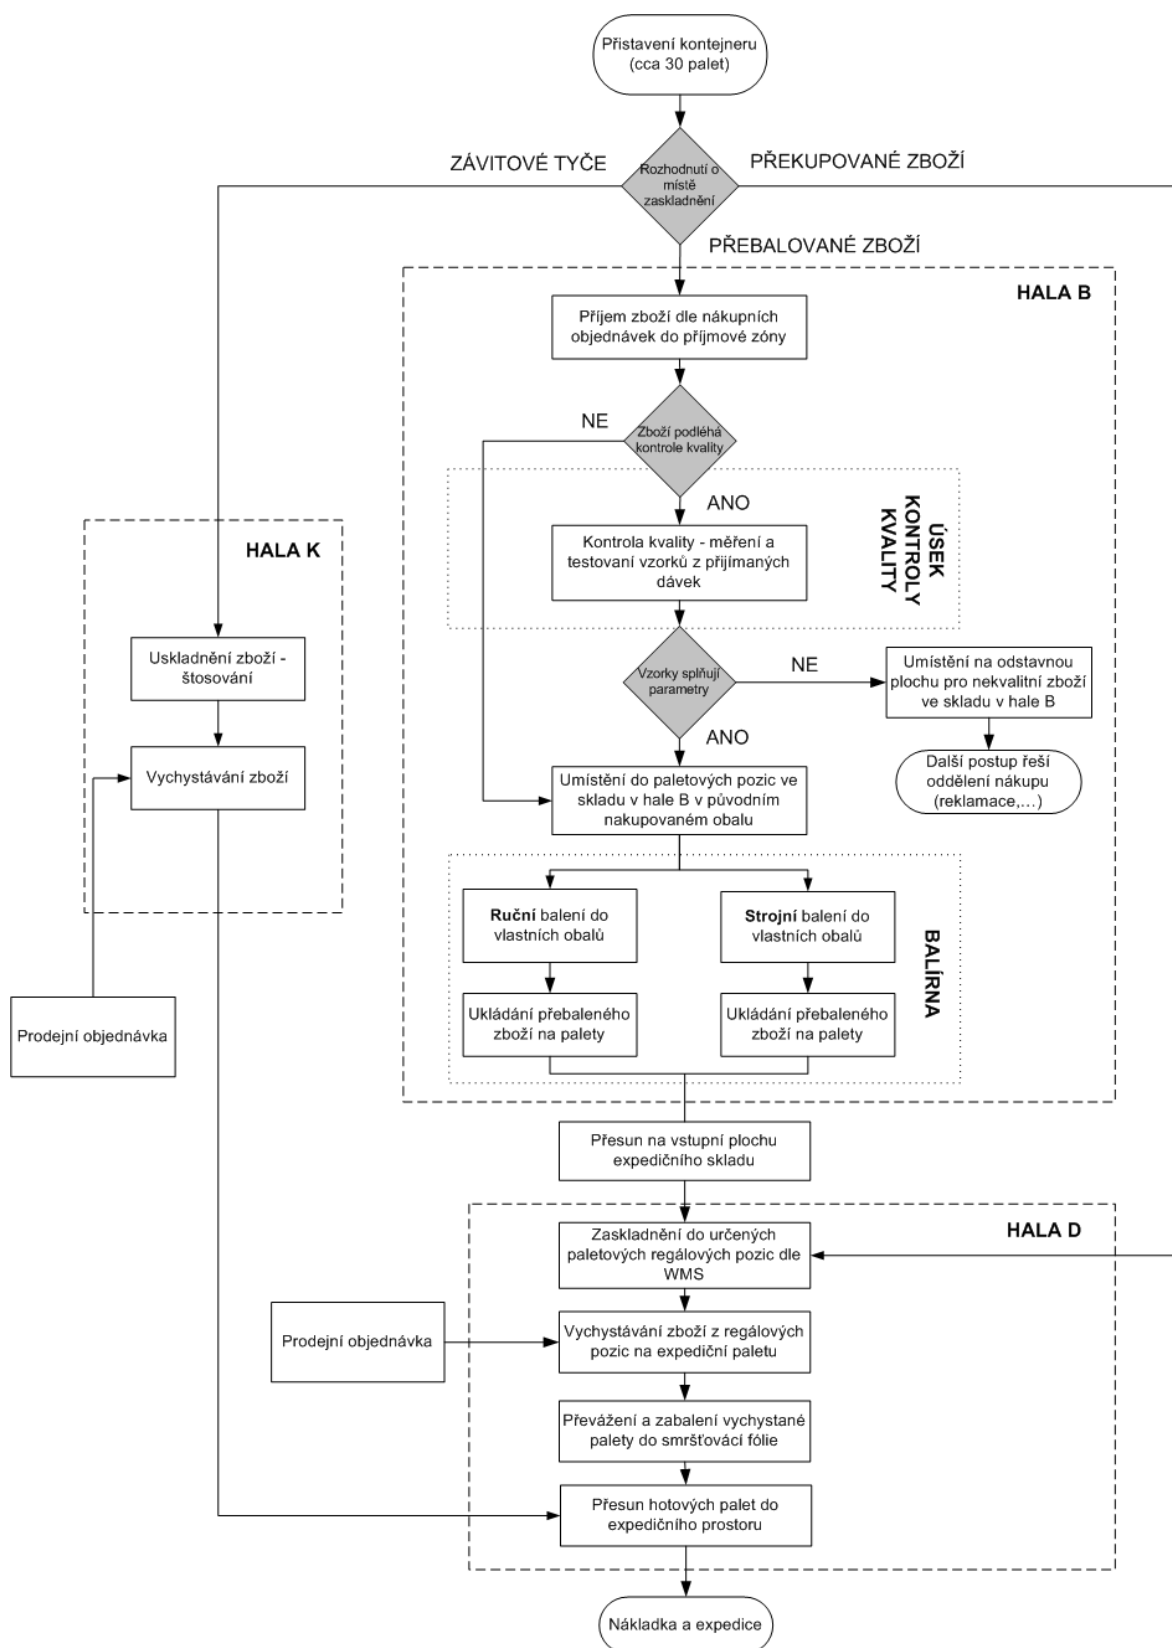 Přistavení kontejneru
(cca 30 palet)
ZÁVITOVÉ TYČE
Rozhodnutí o
místě
zaskladnění
PŘEKUPOVANÉ ZBOŽÍ
PŘEBALOVANÉ ZBOŽÍ
HALA B
Příjem zboží dle nákupních
objednávek do příjmové zóny
NE
Zboží podléhá
kontrole kvality
ANO
ÚSEK
KONTROLY
KVALITY
HALA K
Kontrola kvality - měření a
testovaní vzorků z přijímaných
dávek
Uskladnění zboží -
štosování
Vzorky splňují
parametry
NE
Umístění na odstavnou
plochu pro nekvalitní zboží
ve skladu v hale B
ANO
Vychystávání zboží
Umístění do paletových pozic ve
skladu v hale B v původním
nakupovaném obalu
Další postup řeší
oddělení nákupu
(reklamace,…)
Ruční balení do
vlastních obalů
Strojní balení do
vlastních obalů
BALÍRNA
Prodejní objednávka
Ukládání přebaleného
zboží na palety
Ukládání přebaleného
zboží na palety
Přesun na vstupní plochu
expedičního skladu
HALA D
Zaskladnění do určených
paletových regálových pozic dle
WMS
Prodejní objednávka
Vychystávání zboží z regálových
pozic na expediční paletu
Převážení a zabalení vychystané
palety do smršťovácí fólie
Přesun hotových palet do
expedičního prostoru
Nákladka a expedice